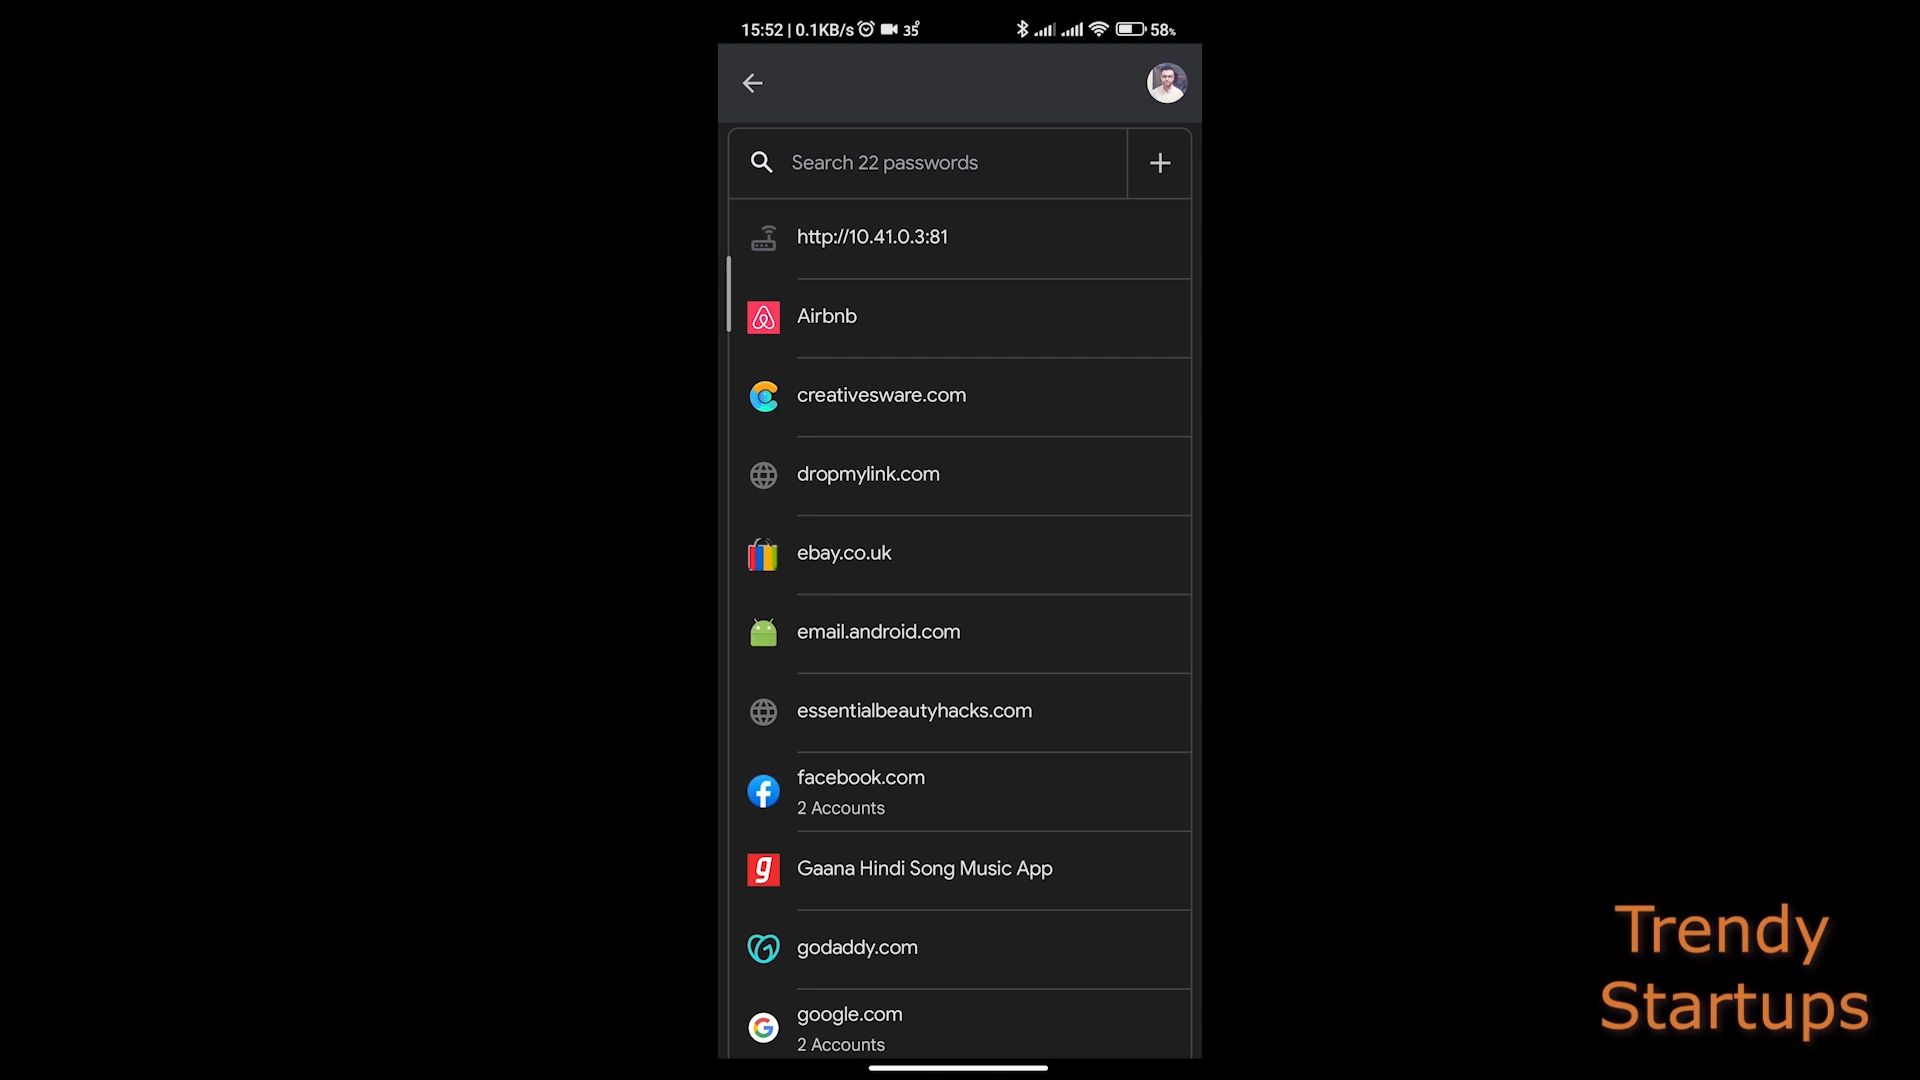 15:52 | 0.1KB/s 35° 58%
Search 22 passwords
http://10.41.0.3:81
Airbnb
creativesware.com
dropmylink.com
ebay.co.uk
email.android.com
essentialbeautyhacks.com
facebook.com
2 Accounts
Gaana Hindi Song Music App
godaddy.com
google.com
2 Accounts
Trendy
Startups